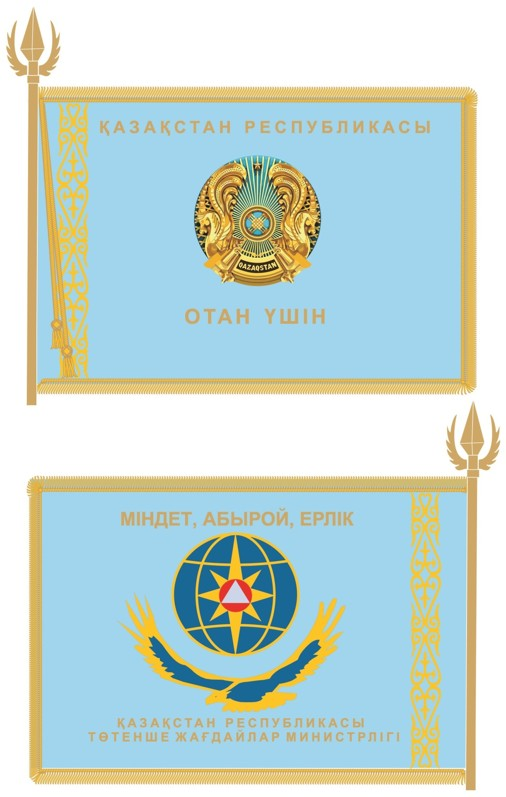 ҚАЗАҚСТАН РЕСПУБЛИКАСЫ
QAZAQSTAN
ОТАН ҮШІН
МІНДЕТ, АБЫРОЙ, ЕРЛІК
ҚАЗАҚСТАН РЕСПУБЛИКАСЫ
ТӨТЕНШЕ ЖАҒДАЙЛАР МИНИСТРЛІГІ